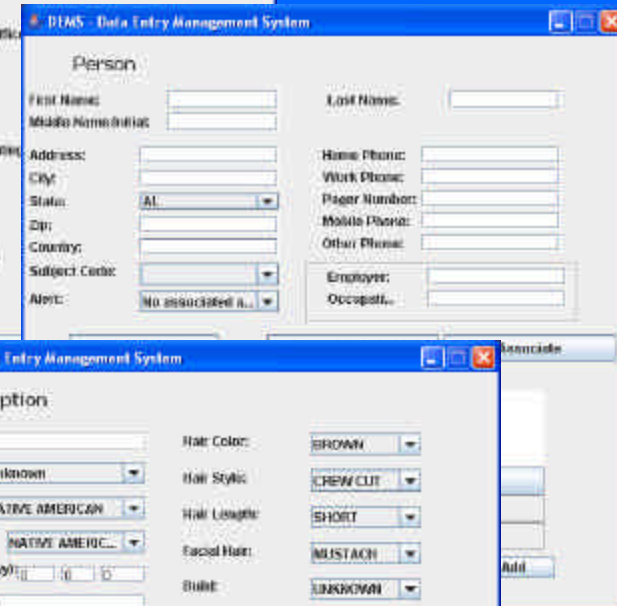 DEMS - Data Entry Management System
Person
First Name:
Last Name:
Middle Name/Initial:
Address:
Home Phone:
City:
Work Phone:
State:
AL
Pager Number:
Zip:
Mobile Phone:
Country:
Other Phone:
Subject Code:
Employer:
Alert:
No associated a...
Occupati...
Entry Management System
Associate
ption
Hair Color:
BROWN
nknown
Hair Style:
CREW CUT
ATIVE AMERICAN
Hair Length:
SHORT
NATIVE AMERIC...
Facial Hair:
MUSTACH
0 0 0
Add
Build:
UNKNOWN